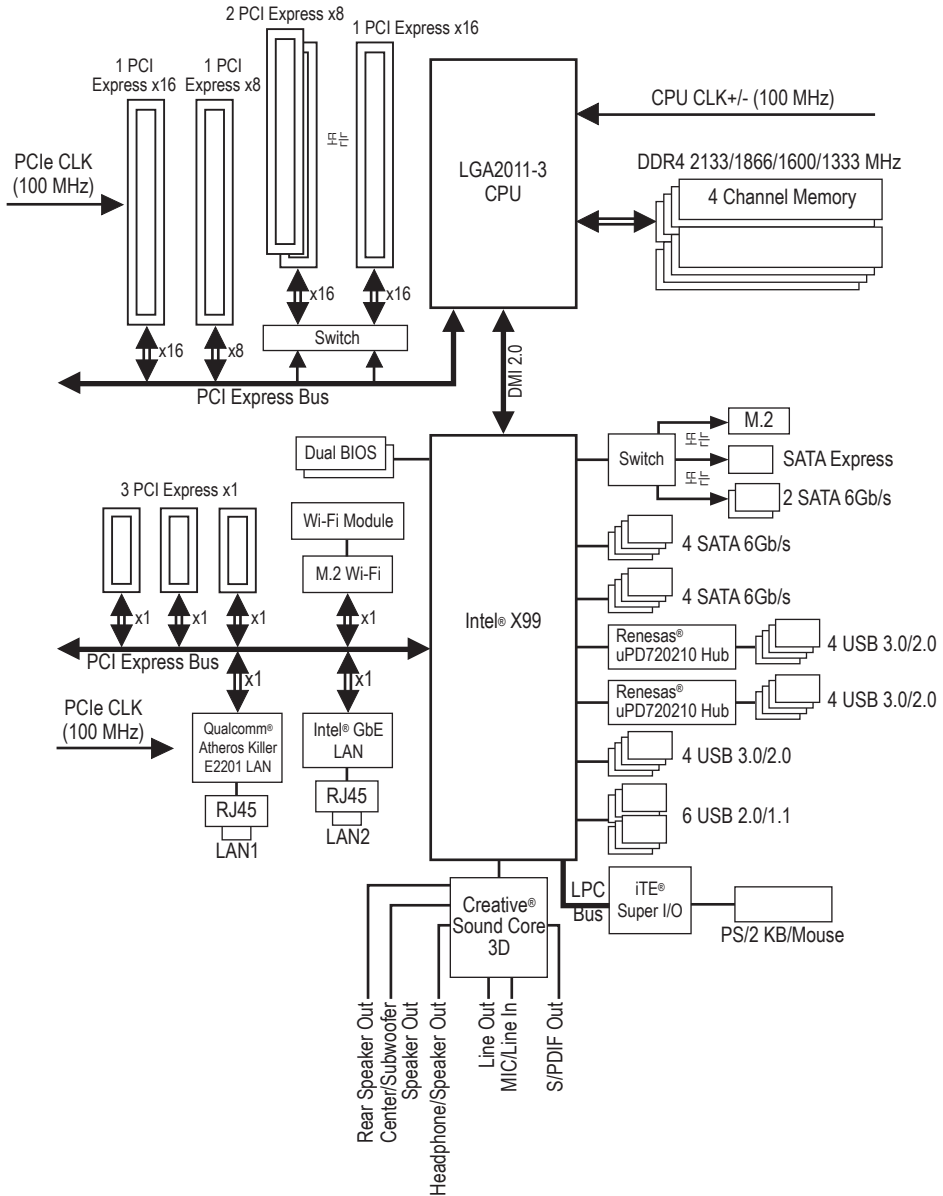 2 PCI Express x8
1 PCI Express x16
1 PCI
Express x16
1 PCI
Express x8
또는
PCIe CLK
(100 MHz)
x16
x8
x16
x16
Switch
PCI Express Bus
LGA2011-3
CPU
CPU CLK+/- (100 MHz)
DDR4 2133/1866/1600/1333 MHz
4 Channel Memory
DMI 2.0
Dual BIOS
Wi-Fi Module
M.2 Wi-Fi
3 PCI Express x1
x1
x1
x1
x1
PCI Express Bus
x1
x1
PCIe CLK
(100 MHz)
Qualcomm®
Atheros Killer
E2201 LAN
RJ45
LAN1
Intel® GbE
LAN
RJ45
LAN2
Intel® X99
Switch
M.2
또는
SATA Express
또는
2 SATA 6Gb/s
4 SATA 6Gb/s
4 SATA 6Gb/s
Renesas®
uPD720210 Hub
4 USB 3.0/2.0
Renesas®
uPD720210 Hub
4 USB 3.0/2.0
4 USB 3.0/2.0
6 USB 2.0/1.1
LPC
Bus
iTE®
Super I/O
PS/2 KB/Mouse
Creative®
Sound Core
3D
Rear Speaker Out
Center/Subwoofer
Speaker Out
Headphone/Speaker Out
Line Out
MIC/Line In
S/PDIF Out